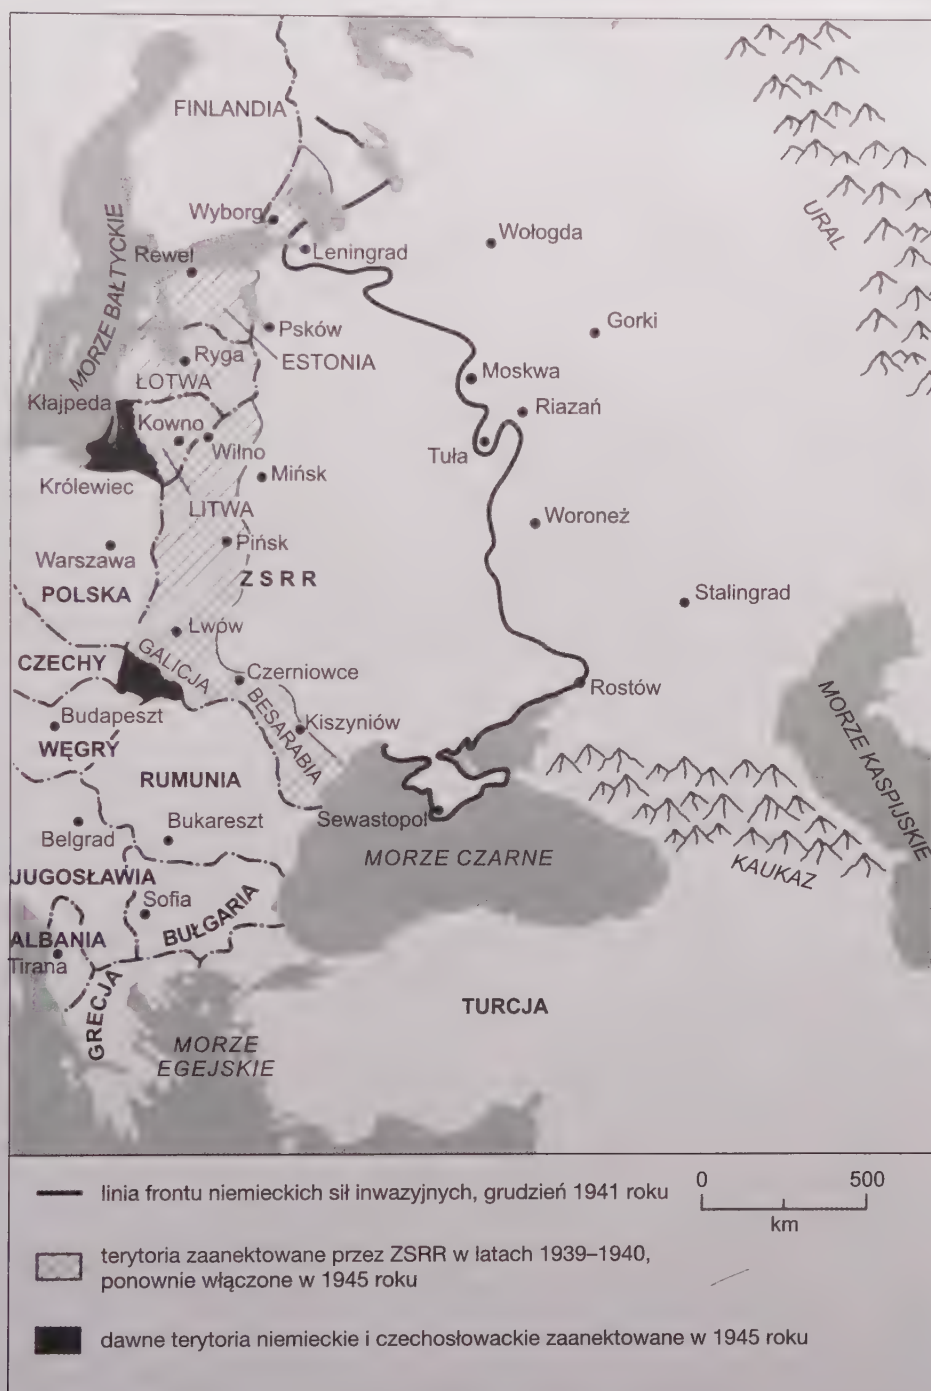 FINLANDIA
Wyborg
Leningrad
Wołogda
URAL
MORZE BAŁTYCKIE
Rewel
Psków
Gorki
ESTONIA
Ryga
ŁOTWA
Moskwa
Kłajpeda
Riazań
Kowno
Wilno
Tuła
Mińsk
Królewiec
LITWA
Woroneż
Warszawa
Pińsk
POLSKA
ZSRR
Stalingrad
Lwów
CZECHY
GALICJA
Czerniowce
Rostów
MORZE KASPIJSKIE
BESARABIA
Budapeszt
Kiszyniów
WĘGRY
RUMUNIA
Belgrad
Bukareszt
Sewastopol
MORZE CZARNE
KAUKAZ
JUGOSŁAWIA
Sofia
BUŁGARIA
ALBANIA
Tirana
GRECJA
TURCJA
MORZE
EGEJSKIE
linia frontu niemieckich sił inwazyjnych, grudzień 1941 roku
0 500
km
terytoria zaanektowane przez ZSRR w latach 1939–1940,
ponownie włączone w 1945 roku
dawne terytoria niemieckie i czechosłowackie zaanektowane w 1945 roku